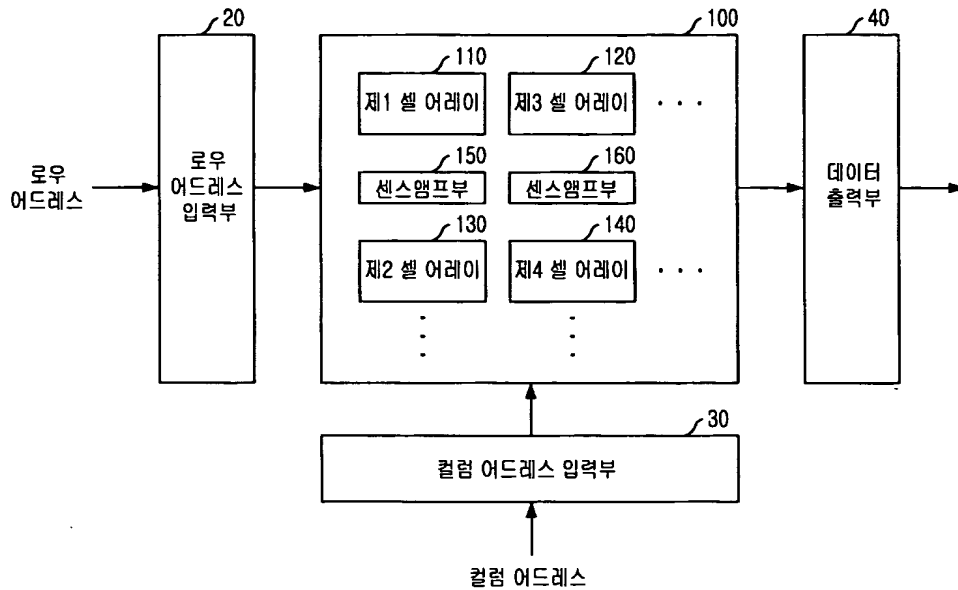 20
100
40
110
120
제1 셀 어레이
제3 셀 어레이
· · ·
150
160
로우
어드레스
로우
어드레스
입력부
센스앰프부
센스앰프부
데이터
출력부
130
140
제2 셀 어레이
제4 셀 어레이
· · ·
30
컬럼 어드레스 입력부
컬럼 어드레스